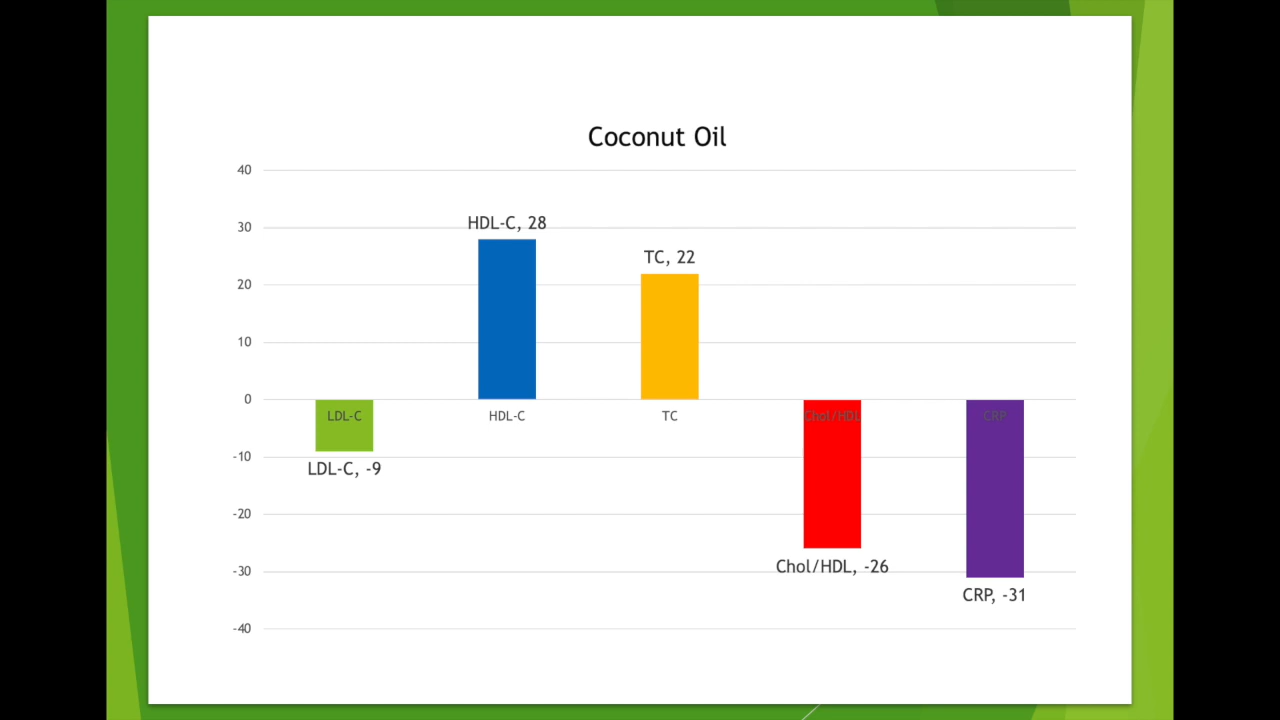 Coconut Oil
40
30
20
10
0
-10
-20
-30
-40
HDL-C, 28
TC, 22
LDL-C
HDL-C
TC
Chol/HDL
CRP
LDL-C, -9
Chol/HDL, -26
CRP, -31